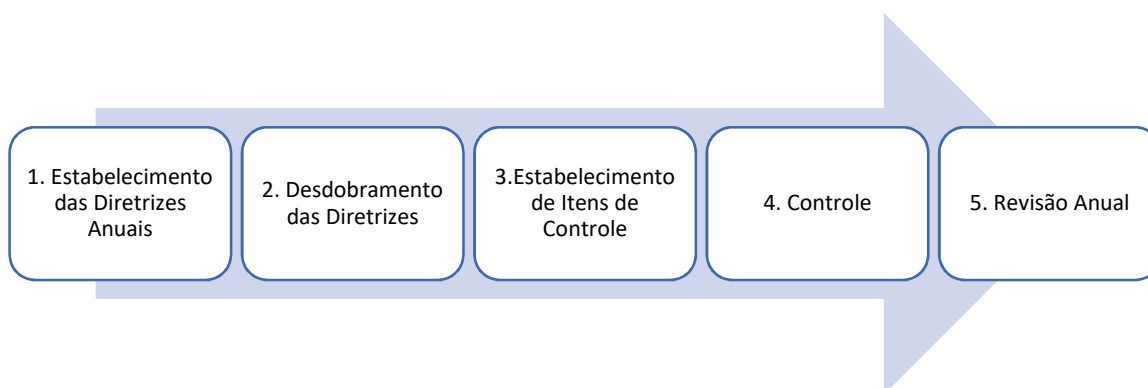 1. Estabelecimento
das Diretrizes
Anuais
2. Desdobramento
das Diretrizes
3.Estabelecimento
de Itens de
Controle
4. Controle
5. Revisão Anual